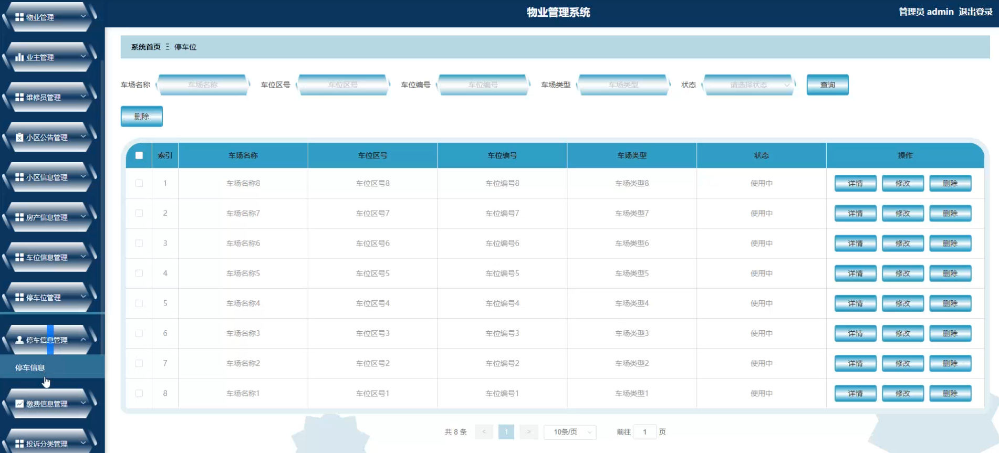 物业管理系统
管理员 admin 退出登录
物业管理
业主管理
维修员管理
小区公告管理
小区信息管理
房产信息管理
车位信息管理
停车位管理
停车信息管理
停车信息
缴费信息管理
投诉分类管理
系统首页 Ξ 停车位
车场名称 车场名称 车位区号 车位区号 车位编号 车位编号 车场类型 车场类型 状态 请选择状态 查询
删除
索引 车场名称 车位区号 车位编号 车场类型 状态 操作
1 车场名称8 车位区号8 车位编号8 车场类型8 使用中 详情 修改 删除
2 车场名称7 车位区号7 车位编号7 车场类型7 使用中 详情 修改 删除
3 车场名称6 车位区号6 车位编号6 车场类型6 使用中 详情 修改 删除
4 车场名称5 车位区号5 车位编号5 车场类型5 使用中 详情 修改 删除
5 车场名称4 车位区号4 车位编号4 车场类型4 使用中 详情 修改 删除
6 车场名称3 车位区号3 车位编号3 车场类型3 使用中 详情 修改 删除
7 车场名称2 车位区号2 车位编号2 车场类型2 使用中 详情 修改 删除
8 车场名称1 车位区号1 车位编号1 车场类型1 使用中 详情 修改 删除
共 8 条 < 1 > 10条/页 前往 1 页